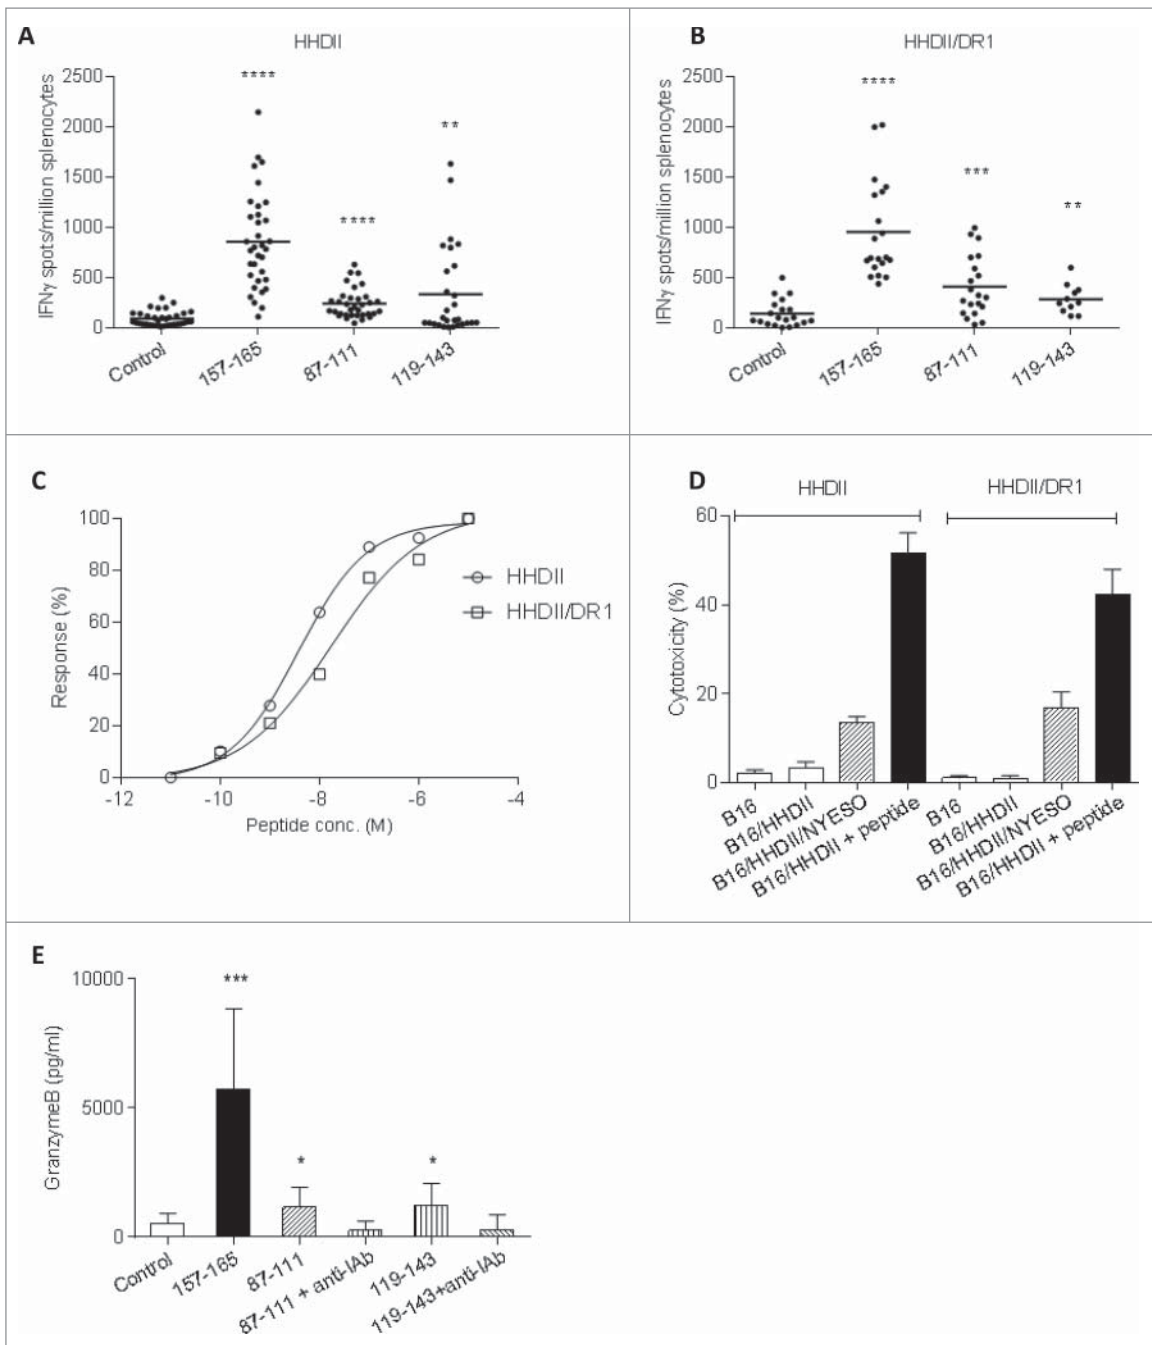 A
HHDII
IFNγ spots/million splenocytes
2500
2000
1500
1000
500
0
****
****
**
Control
157-165
87-111
119-143
B
HHDII/DR1
IFNγ spots/million splenocytes
2500
2000
1500
1000
500
0
****
***
**
Control
157-165
87-111
119-143
C
Response (%)
100
80
60
40
20
0
-12
-10
-8
-6
-4
Peptide conc. (M)
HHDII
HHDII/DR1
D
HHDII
HHDII/DR1
Cytotoxicity (%)
60
40
20
0
B16
B16/HHDII
B16/HHDII/NYESO
B16/HHDII + peptide
B16
B16/HHDII
B16/HHDII/NYESO
B16/HHDII + peptide
E
GranzymeB (pg/ml)
10000
5000
0
***
*
*
Control
157-165
87-111
87-111 + anti-IAb
119-143
119-143+anti-IAb